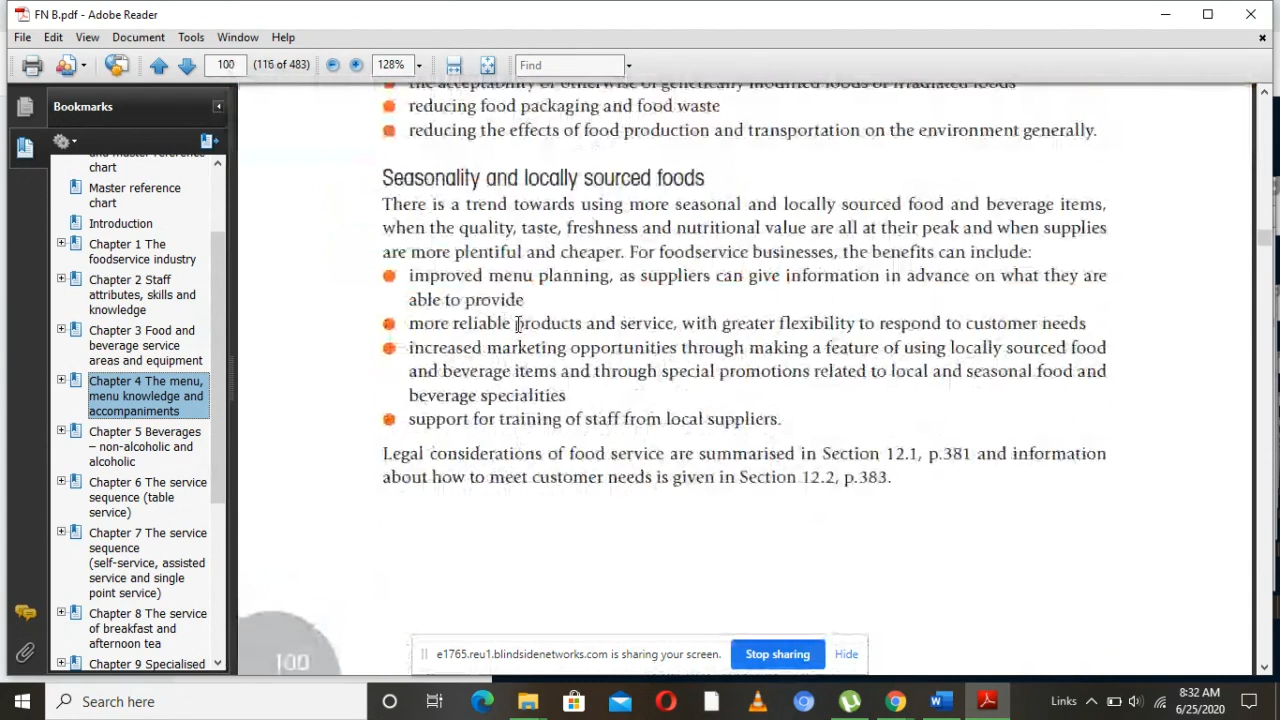 FN B.pdf - Adobe Reader
File Edit View Document Tools Window Help
100 (116 of 483) 128% Find
Bookmarks
and master reference
chart
Master reference
chart
Introduction
Chapter 1 The
foodservice industry
Chapter 2 Staff
attributes, skills and
knowledge
Chapter 3 Food and
beverage service
areas and equipment
Chapter 4 The menu,
menu knowledge and
accompaniments
Chapter 5 Beverages
– non-alcoholic and
alcoholic
Chapter 6 The service
sequence (table
service)
Chapter 7 The service
sequence
(self-service, assisted
service and single
point service)
Chapter 8 The service
of breakfast and
afternoon tea
Chapter 9 Specialised
the acceptability or otherwise of genetically modified foods or irradiated foods
reducing food packaging and food waste
reducing the effects of food production and transportation on the environment generally.
Seasonality and locally sourced foods
There is a trend towards using more seasonal and locally sourced food and beverage items,
when the quality, taste, freshness and nutritional value are all at their peak and when supplies
are more plentiful and cheaper. For foodservice businesses, the benefits can include:
improved menu planning, as suppliers can give information in advance on what they are
able to provide
more reliable products and service, with greater flexibility to respond to customer needs
increased marketing opportunities through making a feature of using locally sourced food
and beverage items and through special promotions related to local and seasonal food and
beverage specialities
support for training of staff from local suppliers.
Legal considerations of food service are summarised in Section 12.1, p.381 and information
about how to meet customer needs is given in Section 12.2, p.383.
100
e1765.reu1.blindsidenetworks.com is sharing your screen. Stop sharing Hide
Search here Links 8:32 AM
6/25/2020